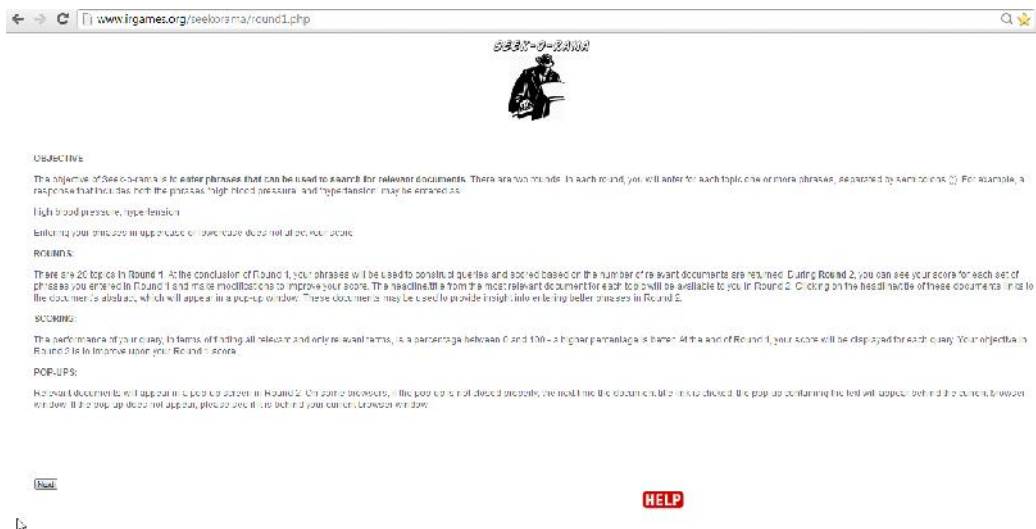 www.irgames.org/seekorama/round1.php
SEEK-O-RAMA
OBJECTIVE
The objective of Seek-o-rama is to enter phrases that can be used to search for relevant documents. There are two rounds. In each round, you will enter for each topic one or more phrases, separated by semi colons (;). For example, a
response that includes both the phrases "high blood pressure" and "hypertension" may be entered as
high blood pressure; hypertension
Entering your phrases in uppercase or lowercase does not affect your score
ROUNDS:
There are 20 topics in Round 1. At the conclusion of Round 1, your phrases will be used to construct queries and scored based on the number of relevant documents are returned. During Round 2, you can see your score for each set of
phrases you entered in Round 1 and make modifications to improve your score. The headline/title from the most relevant document for each topic will be available to you in Round 2. Clicking on the headline/title of these documents links to
the document's abstract, which will appear in a pop-up window. These documents may be used to provide insight into entering better phrases in Round 2.
SCORING:
The performance of your query, in terms of finding all relevant and only relevant terms, is a percentage between 0 and 100 - a higher percentage is better. At the end of Round 1, your score will be displayed for each query. Your objective in
Round 2 is to improve upon your Round 1 score
POP-UPS:
Relevant documents will appear in a pop-up screen in Round 2. On some browsers, if the pop-up is not closed properly, the next time the document title link is clicked, the pop-up containing the text will appear behind the current browser
window. If the pop-up does not appear, please see if it is behind your current browser window.
Next
HELP